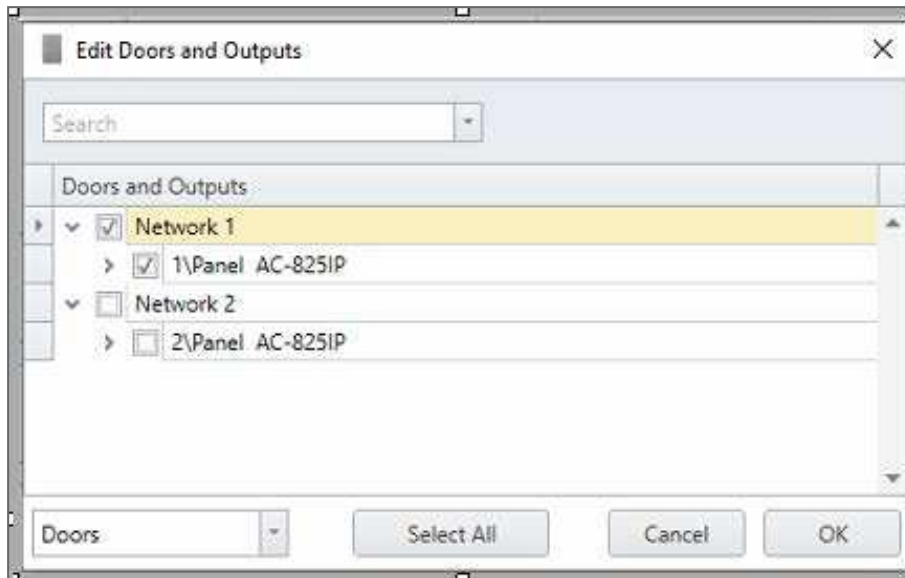 Edit Doors and Outputs
Search
Doors and Outputs
Network 1
1\Panel AC-825IP
Network 2
2\Panel AC-825IP
Doors Select All Cancel OK